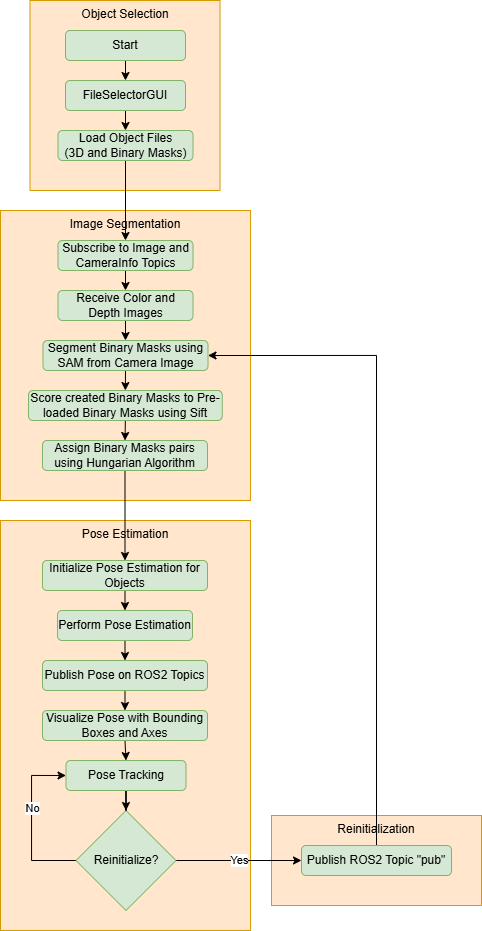 Object Selection
Start
FileSelectorGUI
Load Object Files
(3D and Binary Masks)
Image Segmentation
Subscribe to Image and
CameraInfo Topics
Receive Color and
Depth Images
Segment Binary Masks using
SAM from Camera Image
Score created Binary Masks to Pre-
loaded Binary Masks using Sift
Assign Binary Masks pairs
using Hungarian Algorithm
Pose Estimation
Initialize Pose Estimation for
Objects
Perform Pose Estimation
Publish Pose on ROS2 Topics
Visualize Pose with Bounding
Boxes and Axes
Pose Tracking
No
Reinitialize?
Yes
Reinitialization
Publish ROS2 Topic "pub"